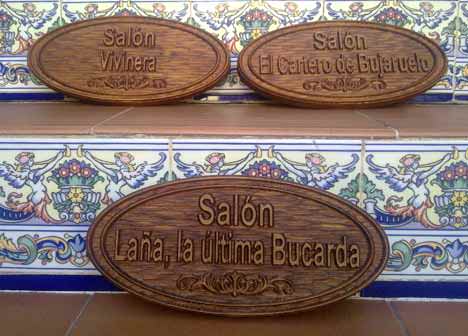 Salón
Vivinera
Salón
El Cartero de Bujaruelo
Salón
Laña, la última Bucarda